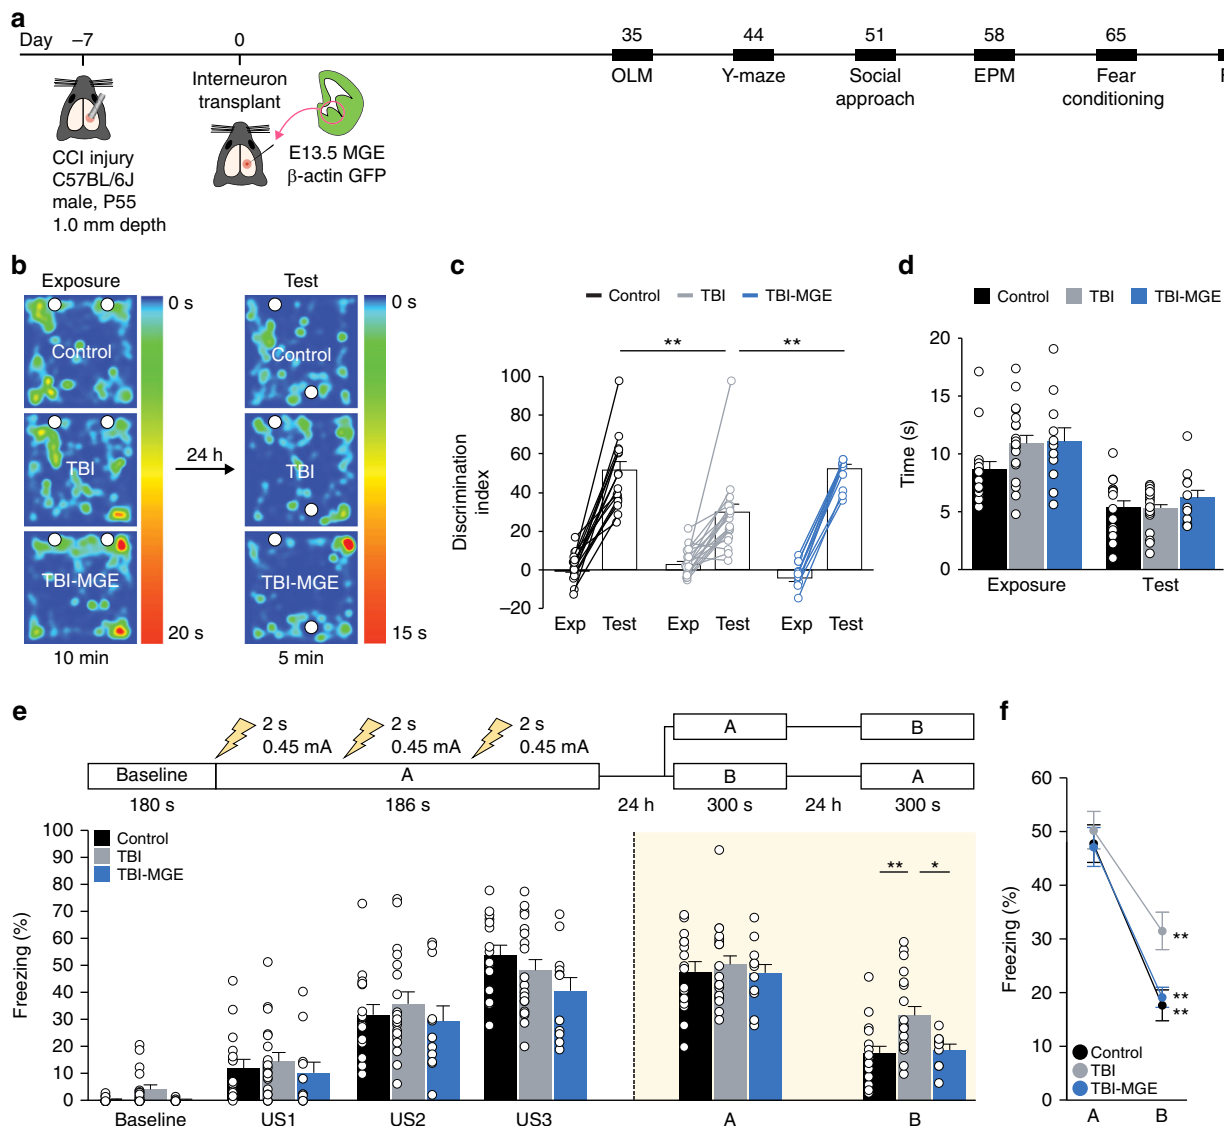 a
Day –7 0 35 44 51 58 65
OLM Y-maze Social EPM Fear
approach conditioning
Interneuron
transplant
CCI injury
C57BL/6J
male, P55
1.0 mm depth
E13.5 MGE
β-actin GFP
b
Exposure Test
0 s 0 s
Control Control
TBI TBI
24 h
TBI-MGE TBI-MGE
20 s 15 s
10 min 5 min
c
Control TBI TBI-MGE
** **
Discrimination
index
100
80
60
40
20
0
–20
Exp Test Exp Test Exp Test
d
Control TBI TBI-MGE
Time (s)
20
15
10
5
0
Exposure Test
e
2 s 2 s 2 s
0.45 mA 0.45 mA 0.45 mA
A B
Baseline A B A
180 s 186 s 24 h 300 s 24 h 300 s
Control
TBI
TBI-MGE
Freezing (%)
100
90
80
70
60
50
40
30
20
10
0
** *
Baseline US1 US2 US3 A B
f
Freezing (%)
60
50
40
30
20
10
0
**
**
**
Control
TBI
TBI-MGE
A B